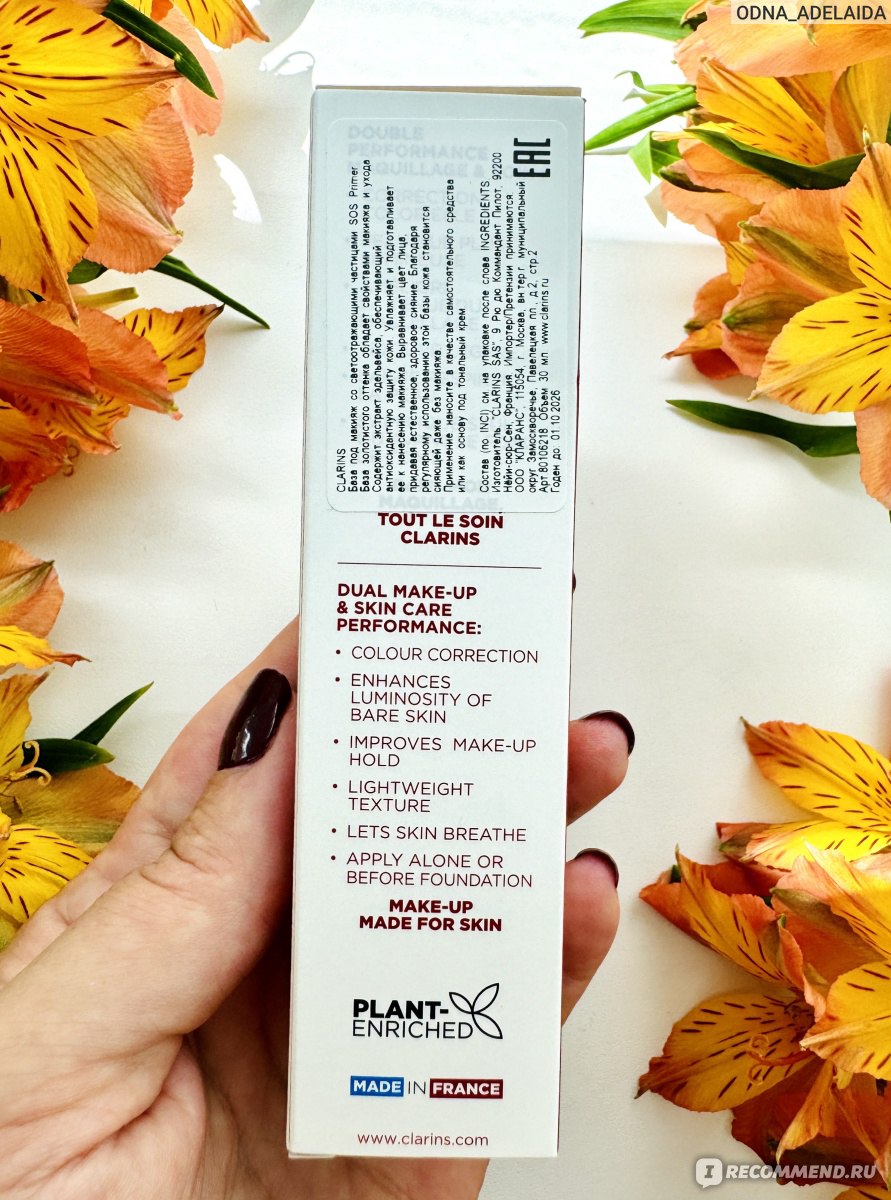 ODNA_ADELAIDA
DOUBLE
PERFORMANCE
CLARINS
База под макияж со светоотражающими частицами SOS Primer
База золотистого оттенка обладает свойствами макияжа и ухода
Содержит экстракт эдельвейса, обеспечивающий
антиоксидантную защиту кожи. Увлажняет и подготавливает
ее к нанесению макияжа. Выравнивает цвет лица,
придавая естественное, здоровое сияние. Благодаря
регулярному использованию этой базы кожа становится
сияющей даже без макияжа.
Применение: наносите в качестве самостоятельного средства
или как основу под тональный крем.
Состав (по INCI) см. на упаковке после слова INGREDIENTS
Изготовитель: "CLARINS SAS", 9 Рю дю Коммандант Пилот, 92200
Нейи-сюр-Сен, Франция. Импортер/Претензии принимаются:
ООО "КЛАРАНС", 115054, г. Москва, вн.тер.г. муниципальный
округ Замоскворечье, Павелецкая пл., д.2, стр.2
Арт.80106218 Объем: 30 мл www.clarins.ru
Годен до: 01.10.2026
EAC
MAQUILLAGE
TOUT LE SOIN
CLARINS
DUAL MAKE-UP
& SKIN CARE
PERFORMANCE:
• COLOUR CORRECTION
• ENHANCES
LUMINOSITY OF
BARE SKIN
• IMPROVES MAKE-UP
HOLD
• LIGHTWEIGHT
TEXTURE
• LETS SKIN BREATHE
• APPLY ALONE OR
BEFORE FOUNDATION
MAKE-UP
MADE FOR SKIN
PLANT-
ENRICHED
MADE IN FRANCE
www.clarins.com
IRECOMMEND.RU